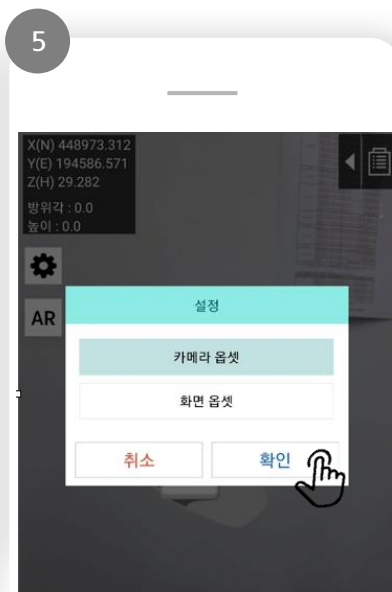 5
X(N) 448973.312
Y(E) 194586.571
Z(H) 29.282
방위각 : 0.0
높이 : 0.0
AR
설정
카메라 옵셋
화면 옵셋
취소
확인